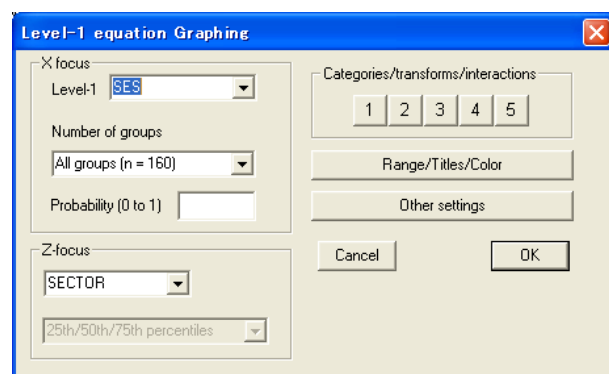 Level-1 equation Graphing
X focus
Level-1 SES
Number of groups
All groups (n = 160)
Probability (0 to 1)
Z-focus
SECTOR
25th/50th/75th percentiles
Categories/transforms/interactions
1 2 3 4 5
Range/Titles/Color
Other settings
Cancel OK